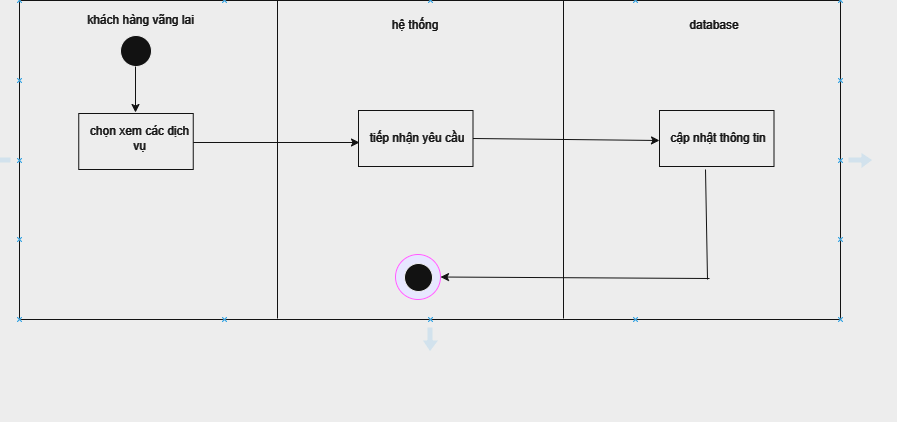 khách hàng vãng lai
hệ thống
database
chọn xem các dịch
vụ
tiếp nhận yêu cầu
cập nhật thông tin